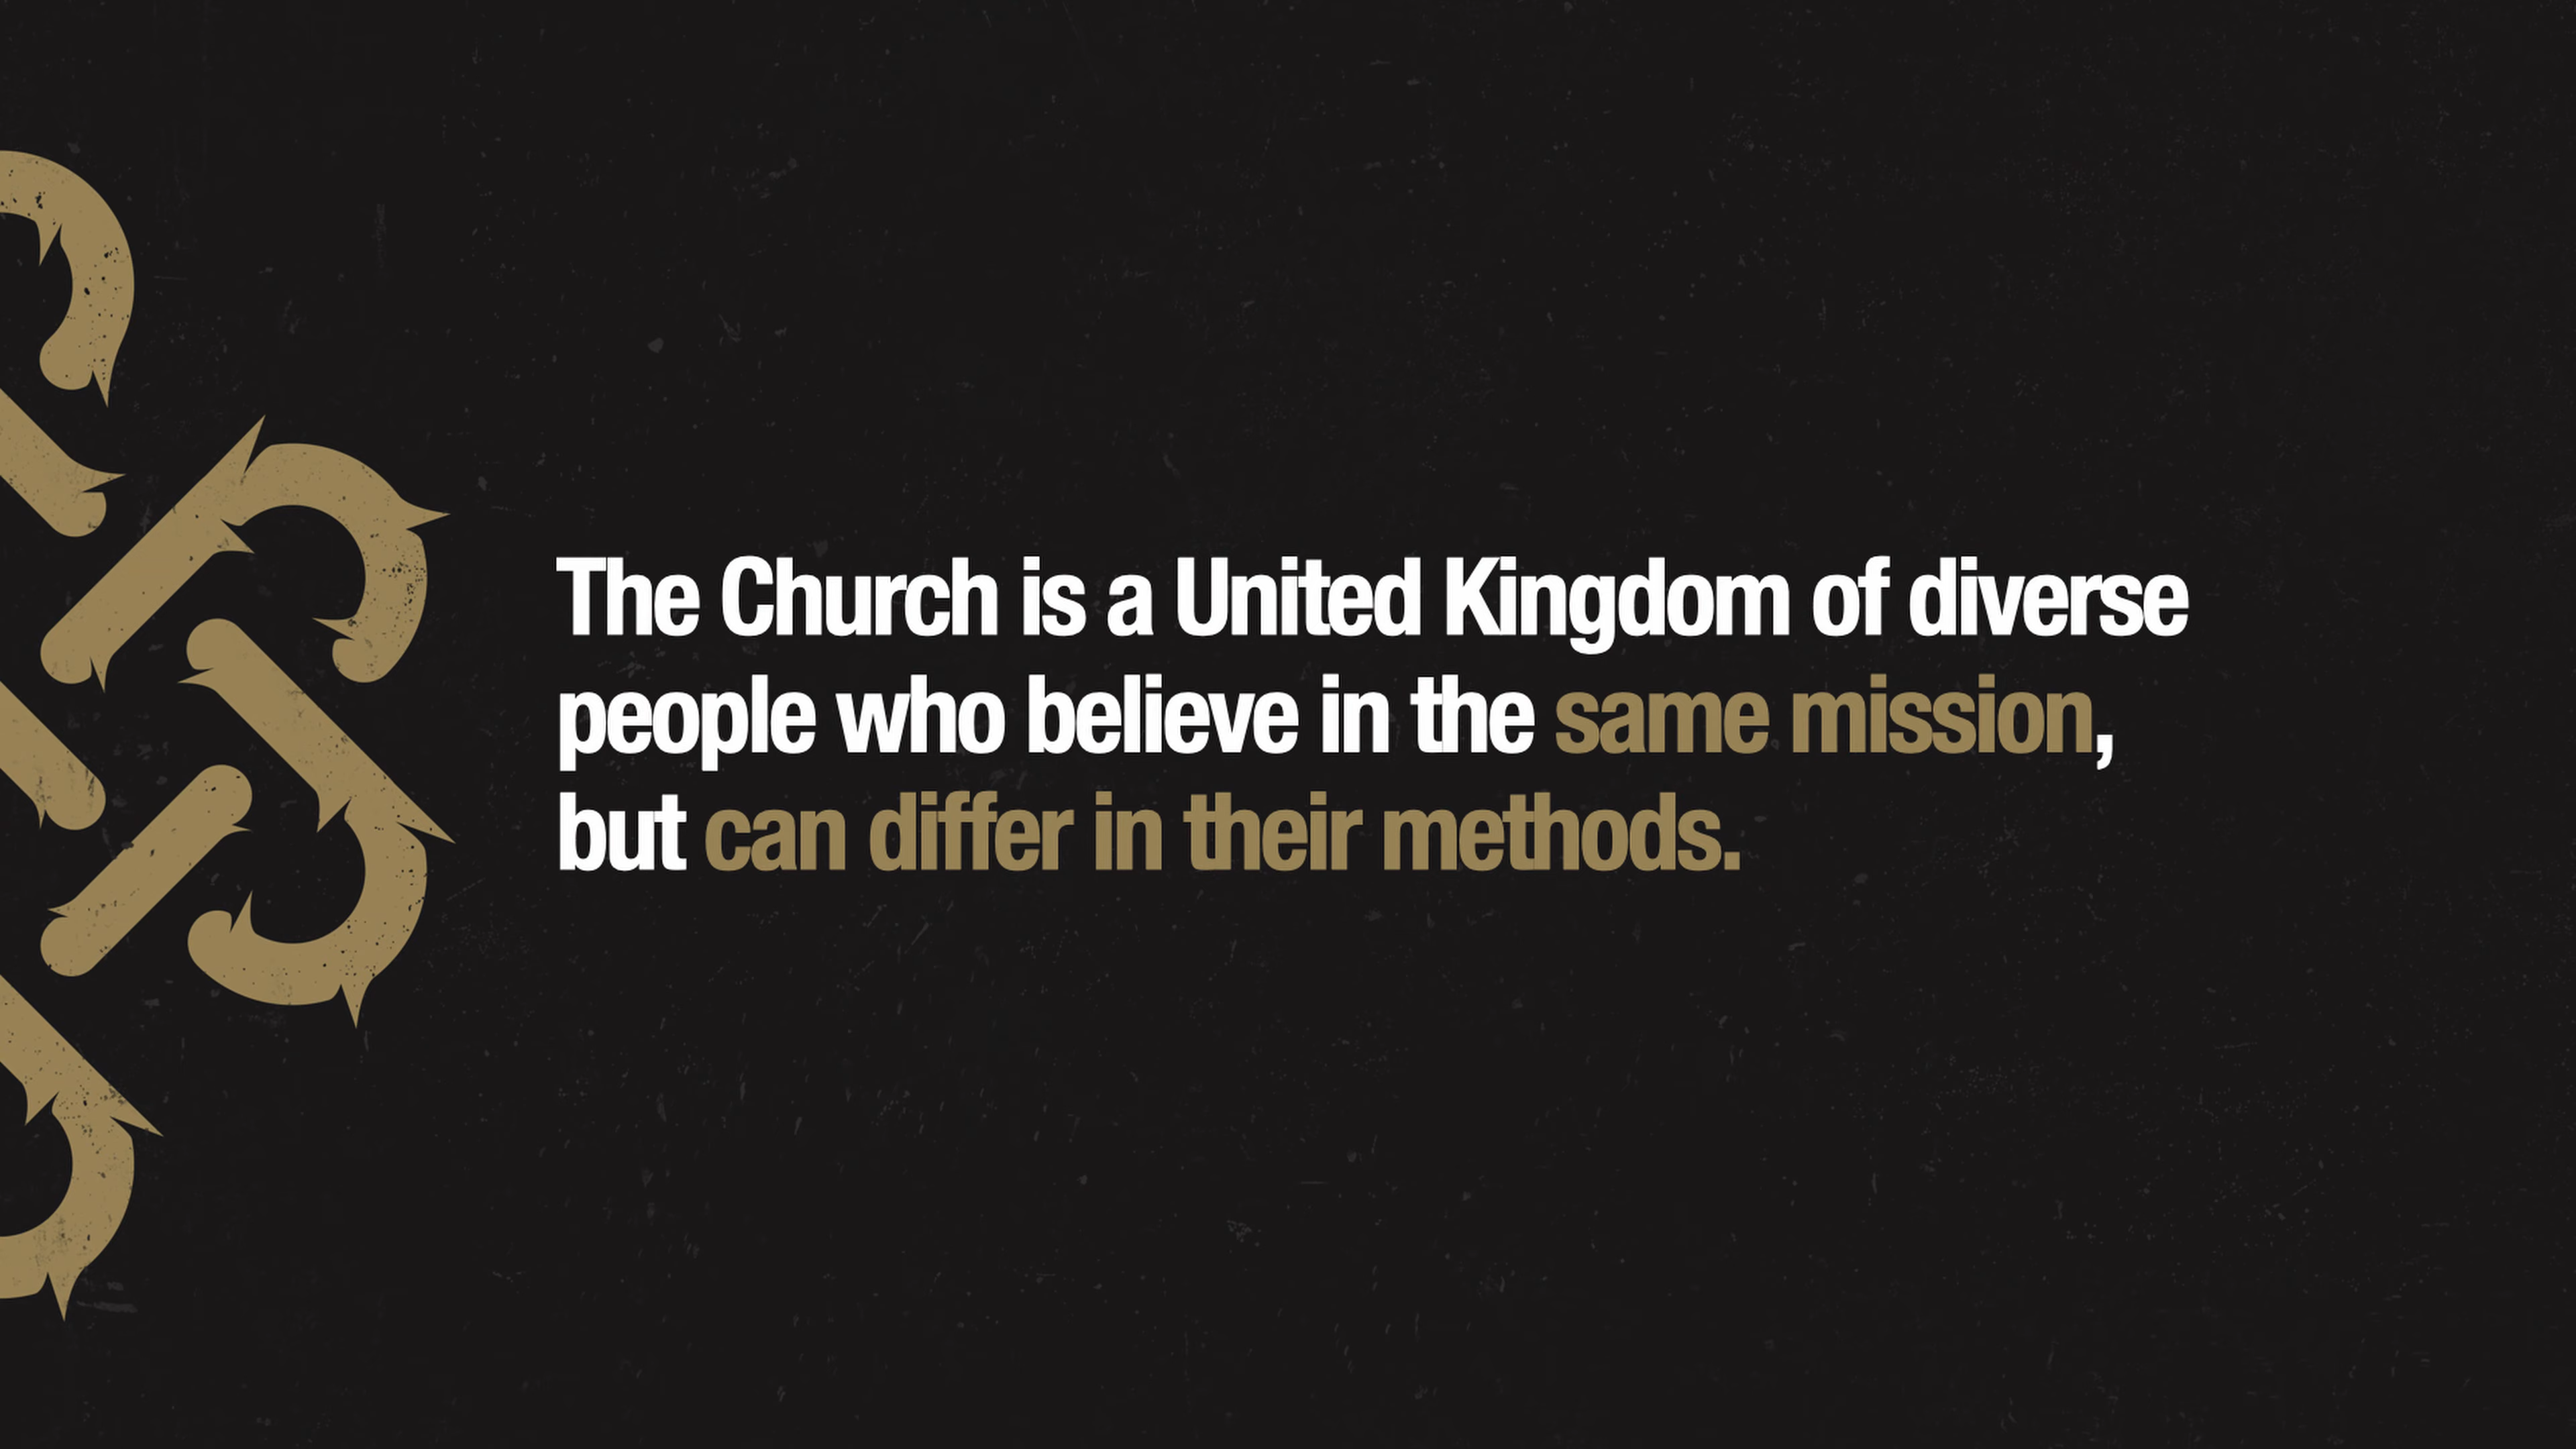 The Church is a United Kingdom of diverse
people who believe in the same mission,
but can differ in their methods.